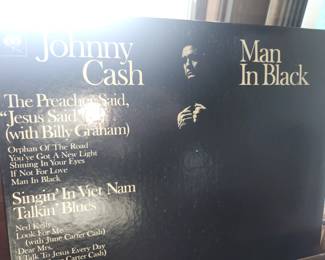 Johnny
Cash
Man
In Black
The Preacher Said,
"Jesus Said"
(with Billy Graham)
Orphan Of The Road
You've Got A New Light
Shining In Your Eyes
If Not For Love
Man In Black
Singin' In Viet Nam
Talkin' Blues
Ned Kelly
Look For Me
(with June Carter Cash)
Dear Mrs.
I Talk To Jesus Every Day
(with June Carter Cash)